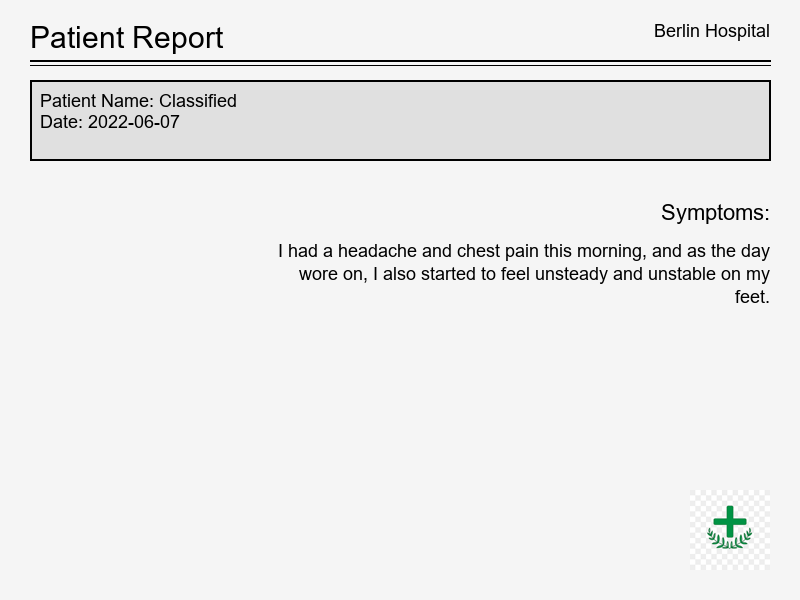 Patient Report
Berlin Hospital
Patient Name: Classified
Date: 2022-06-07
Symptoms:
I had a headache and chest pain this morning, and as the day
wore on, I also started to feel unsteady and unstable on my
feet.